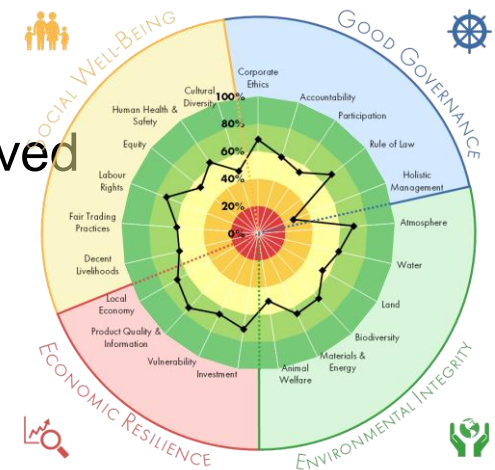 SOCIAL WELL-BEING
GOOD GOVERNANCE
ved
Corporate
Ethics
Accountability
Participation
Rule of Law
Holistic
Management
Atmosphere
Water
Land
Biodiversity
Materials &
Energy
Animal
Welfare
Investment
Vulnerability
Product Quality &
Information
Local
Economy
Decent
Livelihoods
Fair Trading
Practices
Labour
Rights
Equity
Human Health &
Safety
Cultural
Diversity
100%
80%
60%
40%
20%
0%
ECONOMIC RESILIENCE
ENVIRONMENTAL INTEGRITY